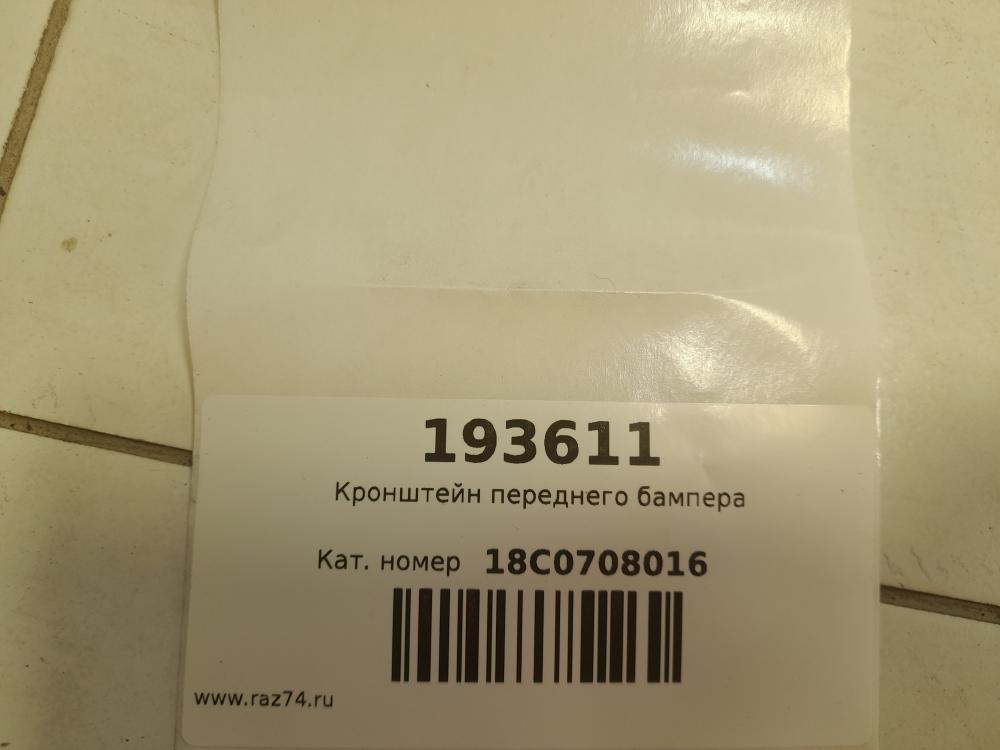 193611
Кронштейн переднего бампера
Кат. номер 18C0708016
www.raz74.ru